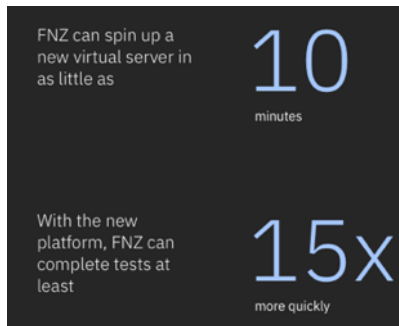 FNZ can spin up a
new virtual server in
as little as
10
minutes
With the new
platform, FNZ can
complete tests at
least
15x
more quickly